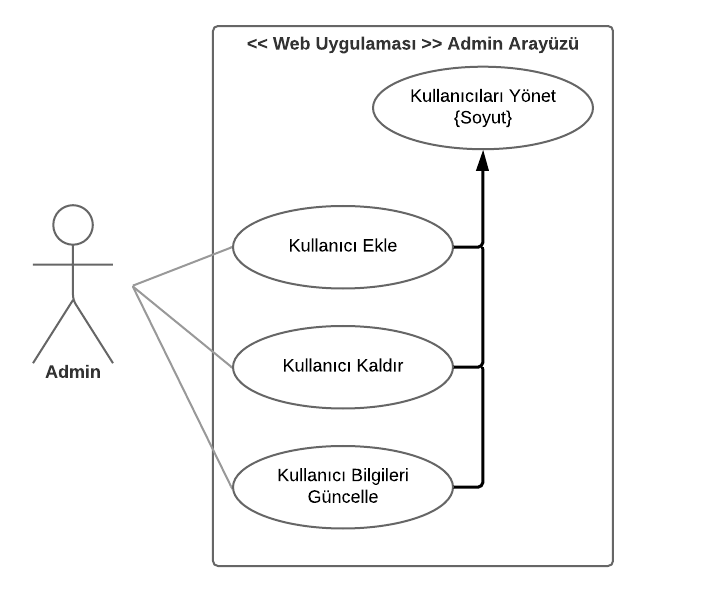 << Web Uygulaması >> Admin Arayüzü
Kullanıcıları Yönet
{Soyut}
Kullanıcı Ekle
Kullanıcı Kaldır
Admin
Kullanıcı Bilgileri
Güncelle